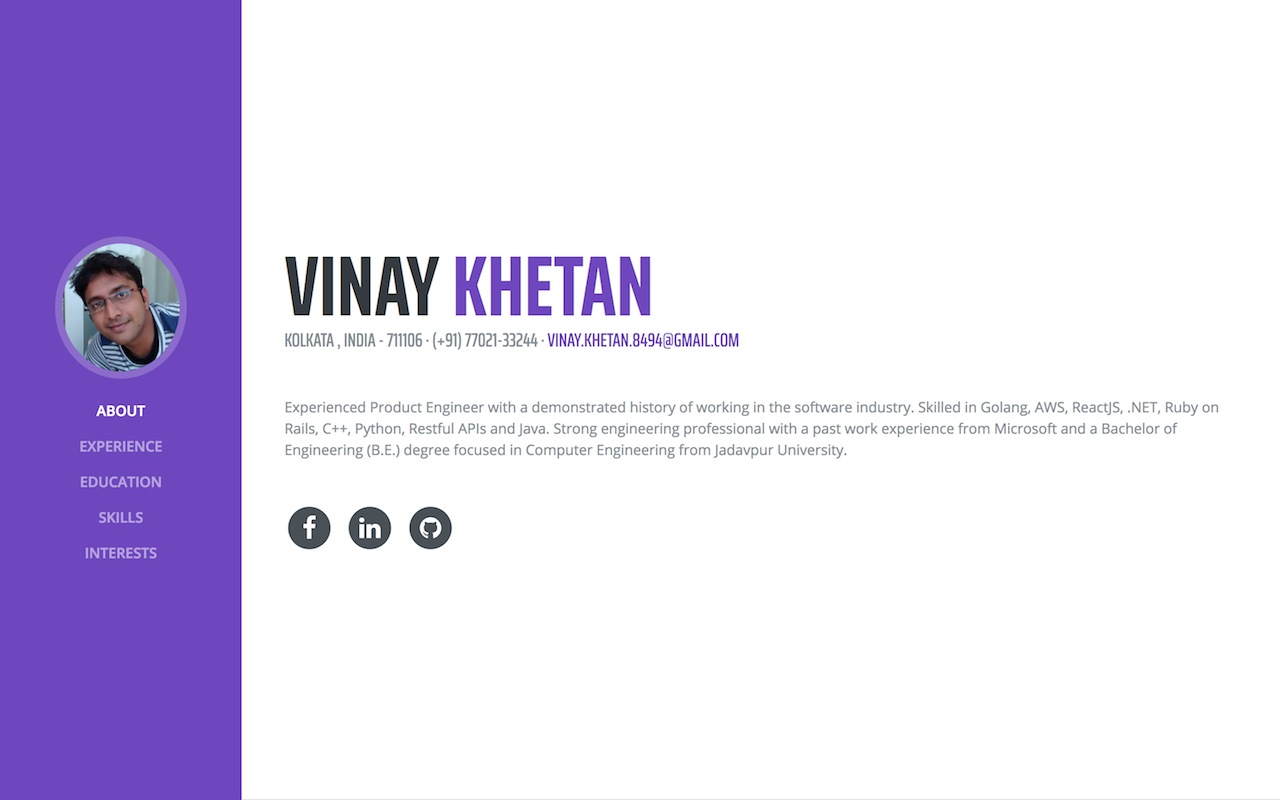 ABOUT
EXPERIENCE
EDUCATION
SKILLS
INTERESTS
VINAY KHETAN
KOLKATA , INDIA - 711106 · (+91) 77021-33244 · VINAY.KHETAN.8494@GMAIL.COM
Experienced Product Engineer with a demonstrated history of working in the software industry. Skilled in Golang, AWS, ReactJS, .NET, Ruby on
Rails, C++, Python, Restful APIs and Java. Strong engineering professional with a past work experience from Microsoft and a Bachelor of
Engineering (B.E.) degree focused in Computer Engineering from Jadavpur University.